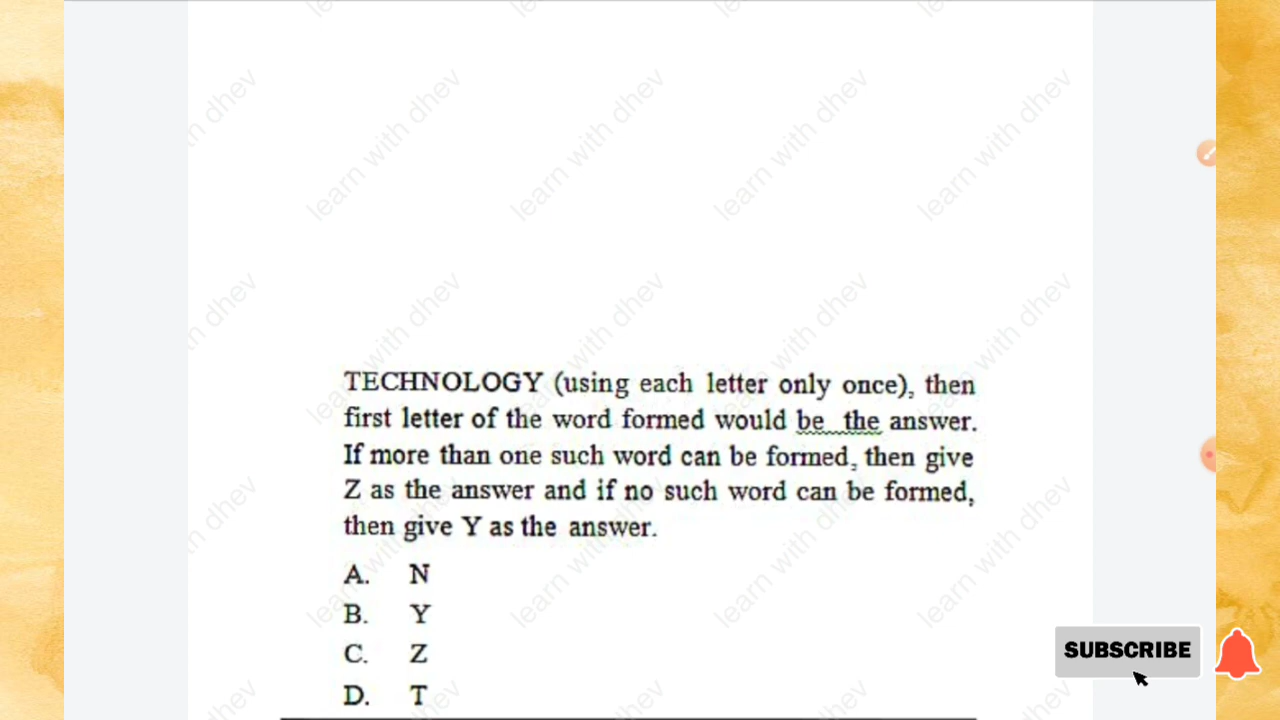 learn with dhev
TECHNOLOGY (using each letter only once), then
first letter of the word formed would be the answer.
If more than one such word can be formed, then give
Z as the answer and if no such word can be formed,
then give Y as the answer.
A. N
B. Y
C. Z
D. T
SUBSCRIBE